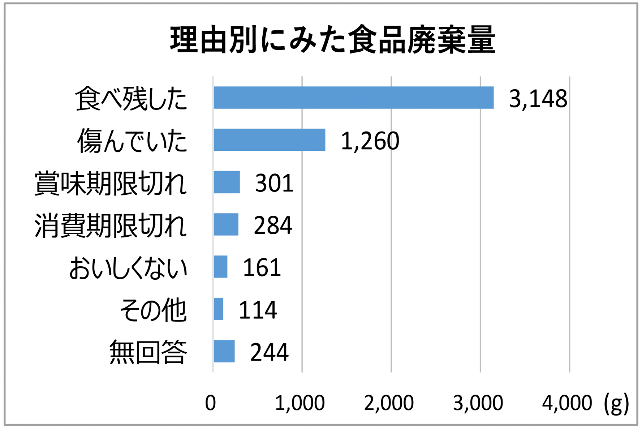 理由別にみた食品廃棄量
食べ残した 3,148
傷んでいた 1,260
賞味期限切れ 301
消費期限切れ 284
おいしくない 161
その他 114
無回答 244
0 1,000 2,000 3,000 4,000 (g)